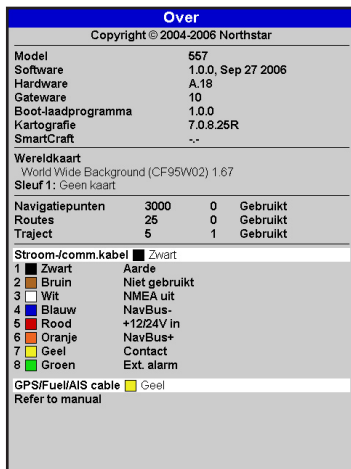 Over
Copyright © 2004-2006 Northstar
Model 557
Software 1.0.0, Sep 27 2006
Hardware A.18
Gateware 10
Boot-laadprogramma 1.0.0
Kartografie 7.0.8.25R
SmartCraft -.-
Wereldkaart
World Wide Background (CF95W02) 1.67
Sleuf 1: Geen kaart
Navigatiepunten 3000 0 Gebruikt
Routes 25 0 Gebruikt
Traject 5 1 Gebruikt
Stroom-/comm.kabel Zwart
1 Zwart Aarde
2 Bruin Niet gebruikt
3 Wit NMEA uit
4 Blauw NavBus-
5 Rood +12/24V in
6 Oranje NavBus+
7 Geel Contact
8 Groen Ext. alarm
GPS/Fuel/AIS cable Geel
Refer to manual